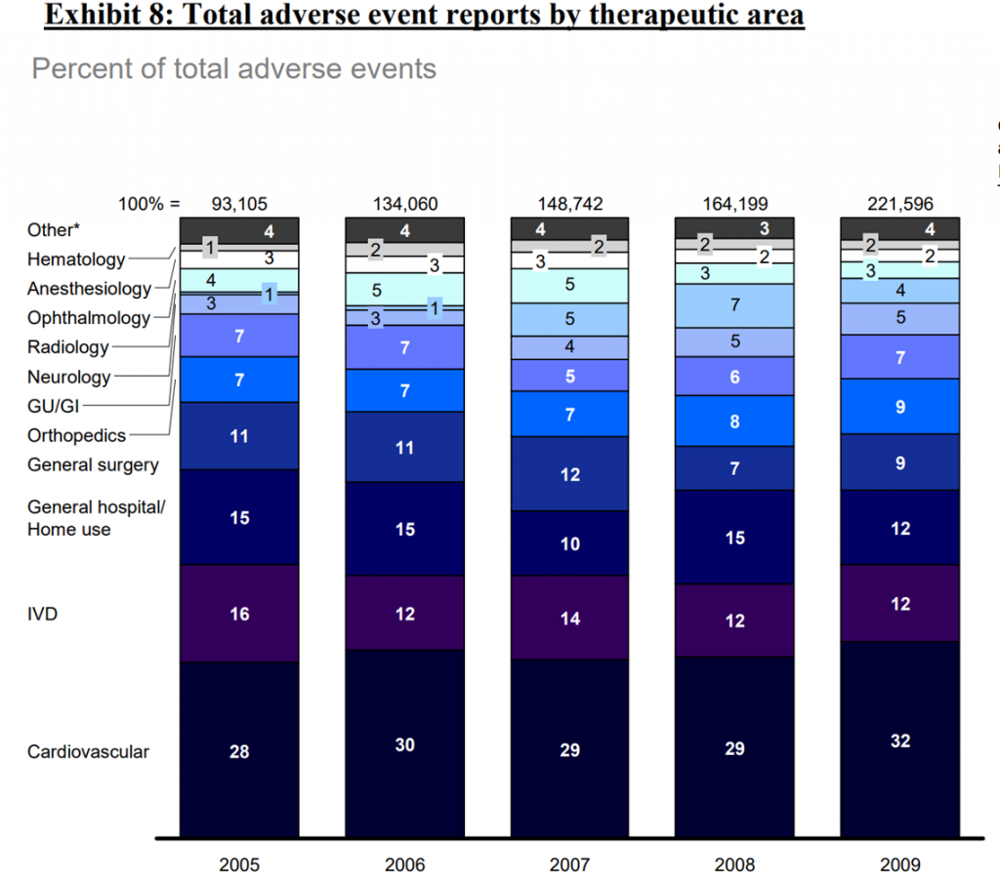 Exhibit 8: Total adverse event reports by therapeutic area
Percent of total adverse events
100% = 93,105 134,060 148,742 164,199 221,596
Other* 4 4 4 3 4
Hematology 1 2 2 2 2
Anesthesiology 3 3 3 2 2
Ophthalmology 4 5 5 3 3
Radiology 1 1 5 7 4
Neurology 3 3 4 5 5
GU/GI 7 7 5 6 7
Orthopedics 7 7 7 8 9
General surgery 11 11 12 7 9
General hospital/
Home use 15 15 10 15 12
IVD 16 12 14 12 12
Cardiovascular 28 30 29 29 32
2005 2006 2007 2008 2009